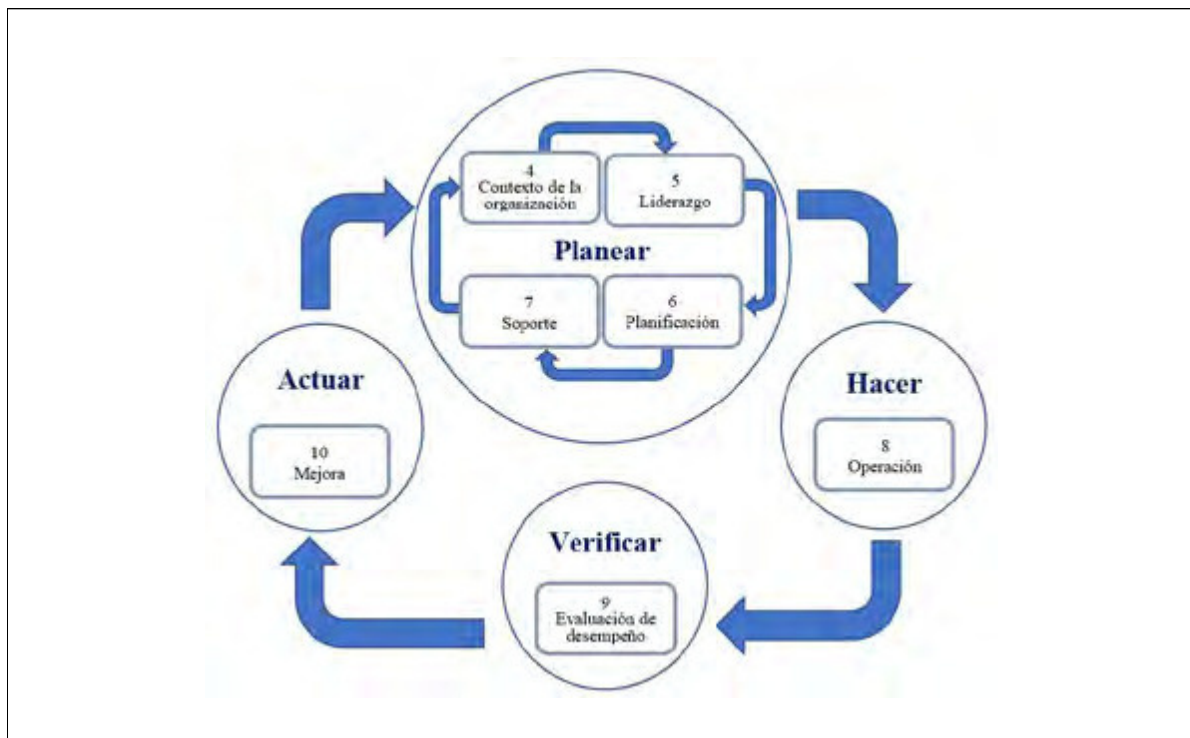 4
Contexto de la
organización
5
Liderazgo
Planear
7
Soporte
6
Planificación
Actuar
10
Mejora
Hacer
8
Operación
Verificar
9
Evaluación de
desempeño